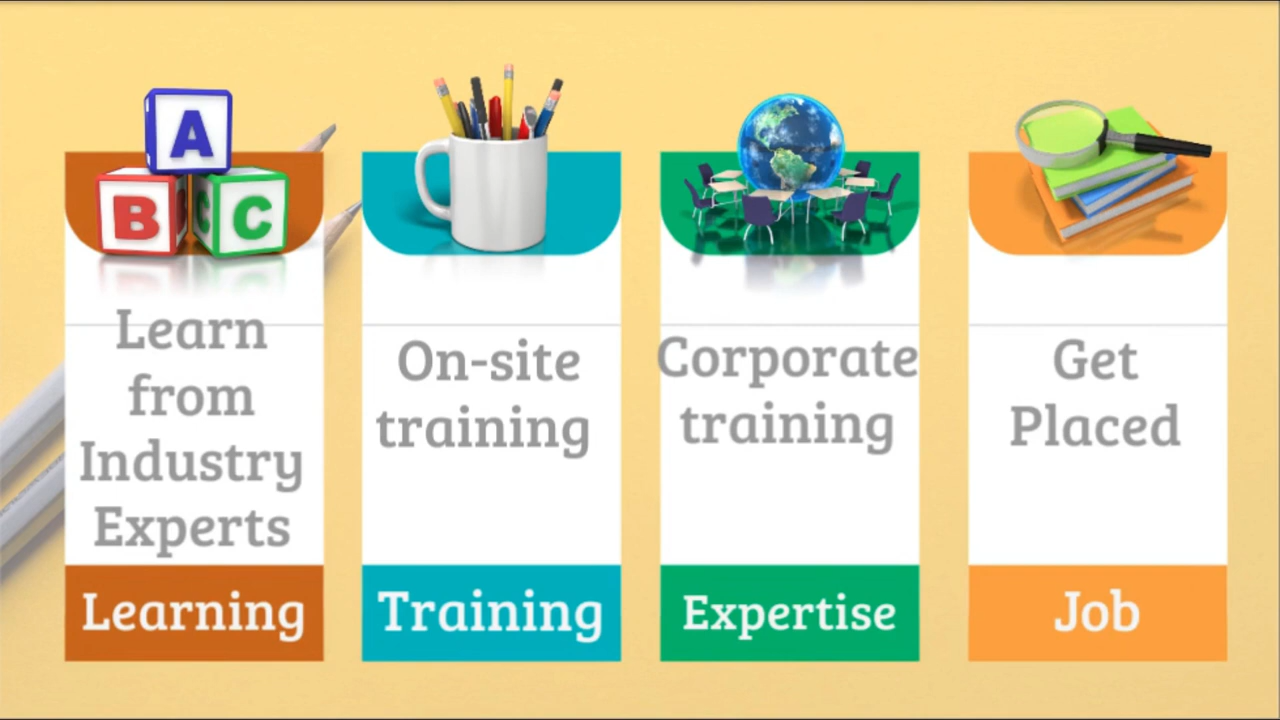 A
B
C
Learn
from
Industry
Experts
Learning
On-site
training
Training
Corporate
training
Expertise
Get
Placed
Job